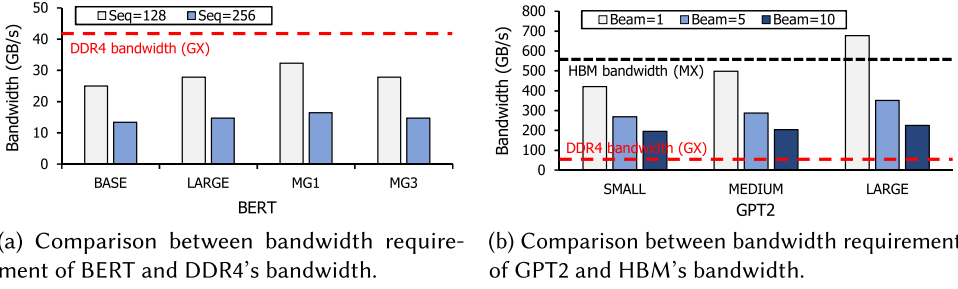 (a)
Seq=128 Seq=256
50
40
30
20
10
0
Bandwidth (GB/s)
DDR4 bandwidth (GX)
BASE LARGE MG1 MG3
BERT
(a) Comparison between bandwidth require-
ment of BERT and DDR4's bandwidth.
(b)
Beam=1 Beam=5 Beam=10
800
700
600
500
400
300
200
100
0
Bandwidth (GB/s)
HBM bandwidth (MX)
DDR4 bandwidth (GX)
SMALL MEDIUM LARGE
GPT2
(b) Comparison between bandwidth requirement
of GPT2 and HBM's bandwidth.